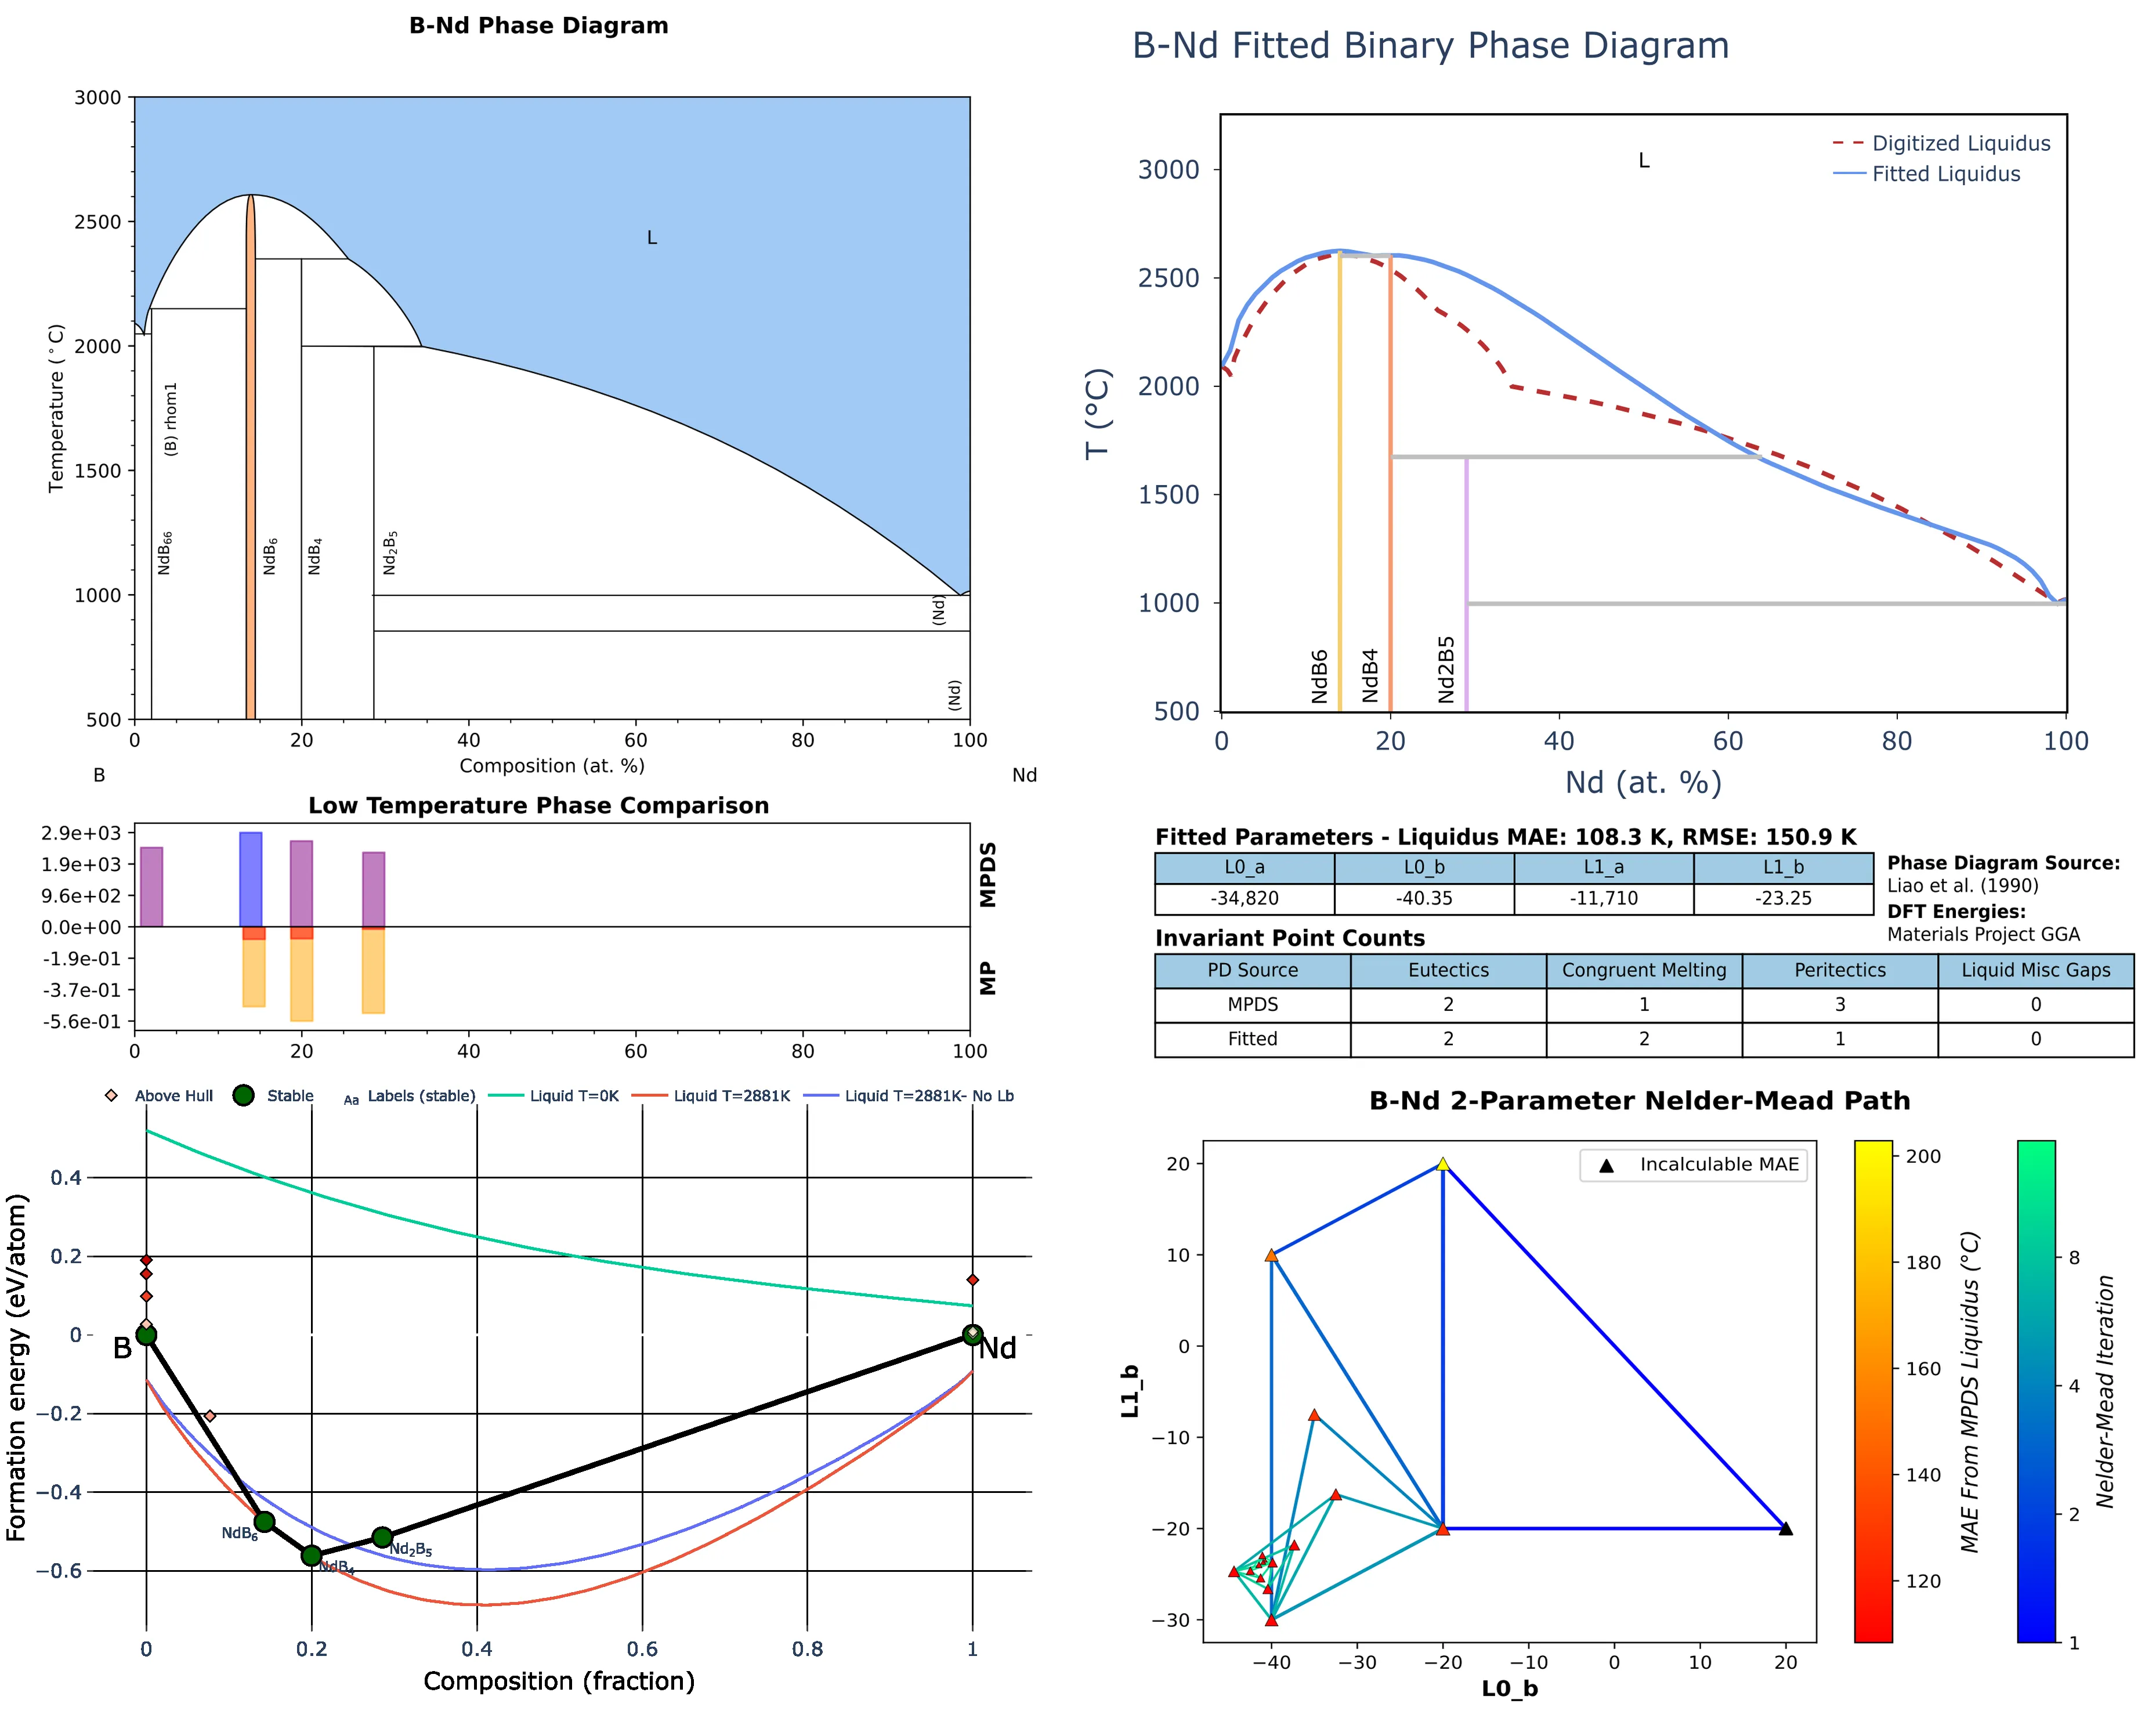 B-Nd Phase Diagram
3000
2500
2000
1500
1000
500
Temperature (°C)
L
(B) rhom1
NdB66
NdB6
NdB4
Nd2B5
(Nd)
(Nd)
0 20 40 60 80 100
Composition (at. %)
B Nd
B-Nd Fitted Binary Phase Diagram
Digitized Liquidus
Fitted Liquidus
L
3000
2500
2000
1500
1000
500
T (°C)
NdB6
NdB4
Nd2B5
0 20 40 60 80 100
Nd (at. %)
Low Temperature Phase Comparison
2.9e+03
1.9e+03
9.6e+02
0.0e+00
-1.9e-01
-3.7e-01
-5.6e-01
MPDS
MP
0 20 40 60 80 100
Fitted Parameters - Liquidus MAE: 108.3 K, RMSE: 150.9 K
L0_a L0_b L1_a L1_b
-34,820 -40.35 -11,710 -23.25
Phase Diagram Source:
Liao et al. (1990)
DFT Energies:
Materials Project GGA
Invariant Point Counts
PD Source Eutectics Congruent Melting Peritectics Liquid Misc Gaps
MPDS 2 1 3 0
Fitted 2 2 1 0
Above Hull Stable Aa Labels (stable) Liquid T=0K Liquid T=2881K Liquid T=2881K- No Lb
0.4
0.2
0
−0.2
−0.4
−0.6
Formation energy (eV/atom)
B
Nd
NdB6
NdB4
Nd2B5
0 0.2 0.4 0.6 0.8 1
Composition (fraction)
B-Nd 2-Parameter Nelder-Mead Path
Incalculable MAE
20
10
0
−10
−20
−30
L1_b
−40 −30 −20 −10 0 10 20
L0_b
200
180
160
140
120
MAE From MPDS Liquidus (°C)
8
4
2
1
Nelder-Mead Iteration